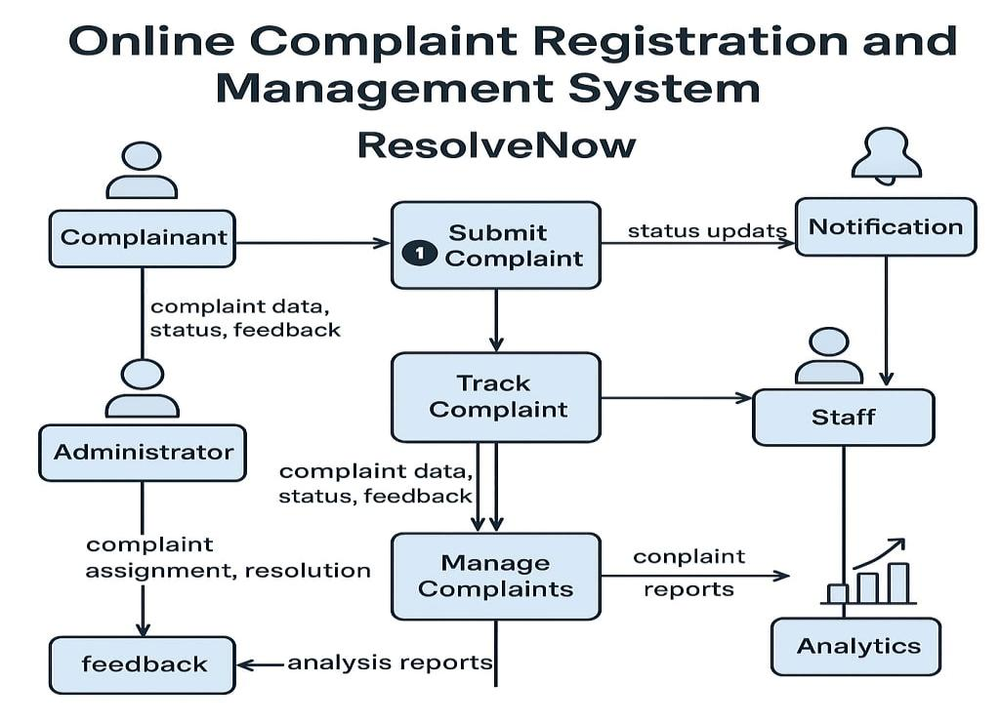 Online Complaint Registration and
Management System
ResolveNow
Complainant
1
Submit
Complaint
status updats
Notification
complaint data,
status, feedback
Track
Complaint
Staff
Administrator
complaint data,
status, feedback
complaint
assignment, resolution
Manage
Complaints
conplaint
reports
Analytics
feedback
analysis reports